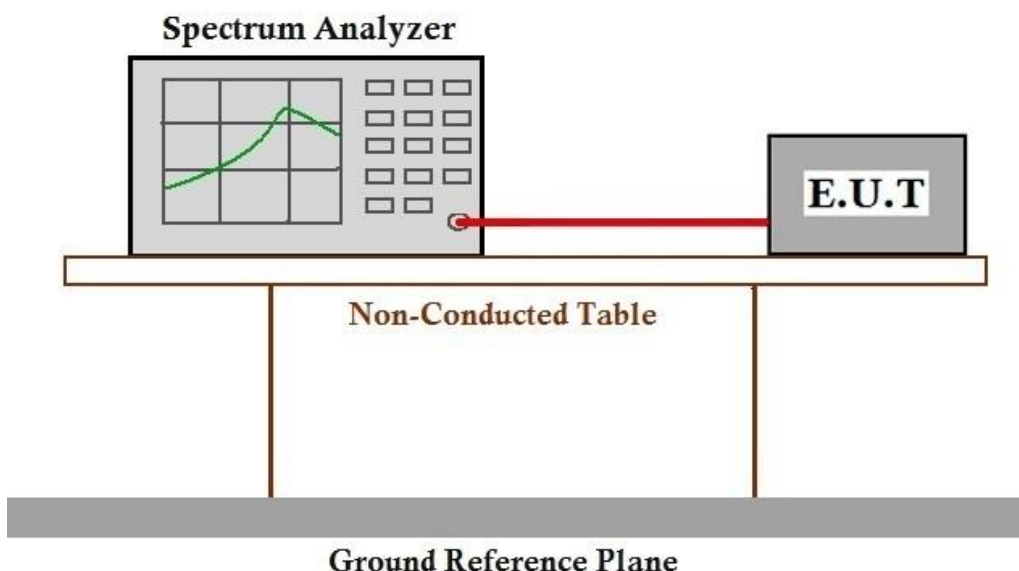 Spectrum Analyzer
E.U.T
Non-Conducted Table
Ground Reference Plane